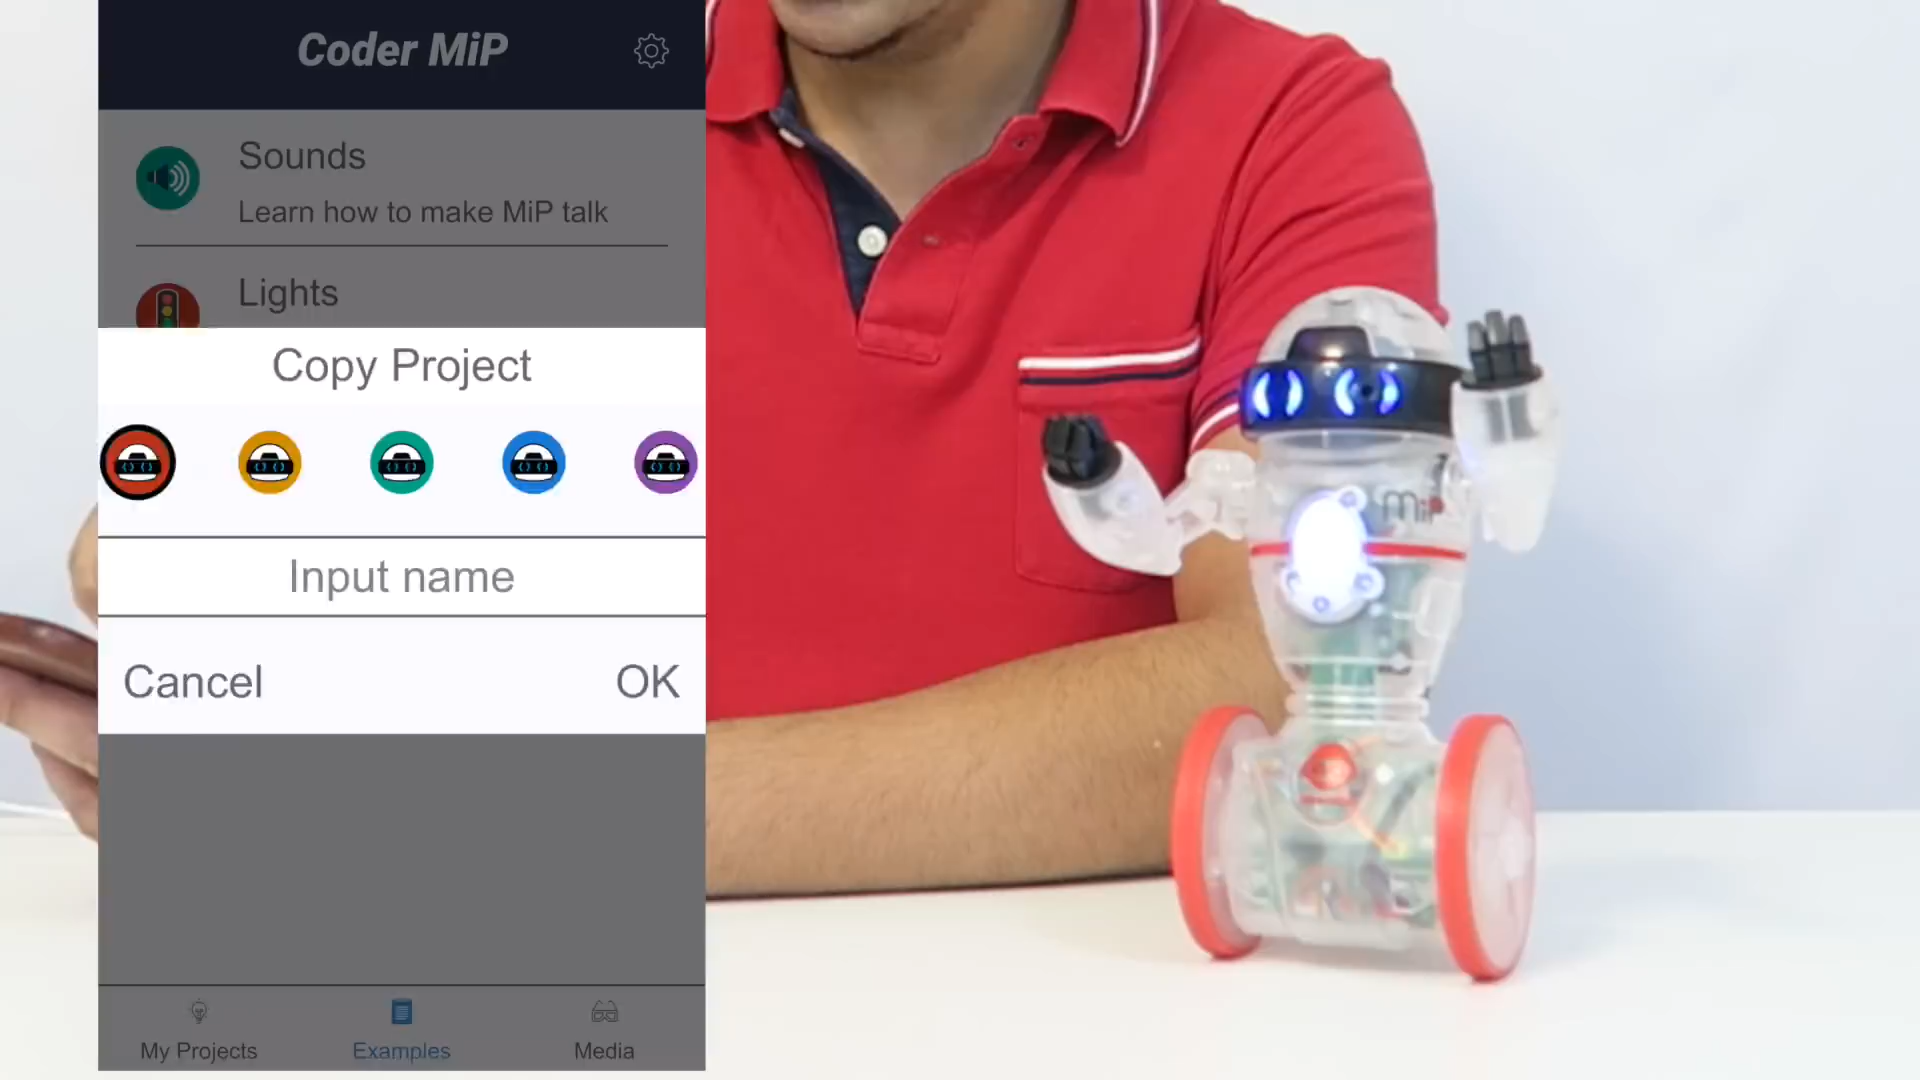 Coder MiP
Sounds
Learn how to make MiP talk
Lights
Copy Project
Input name
Cancel
OK
My Projects
Examples
Media
MiP